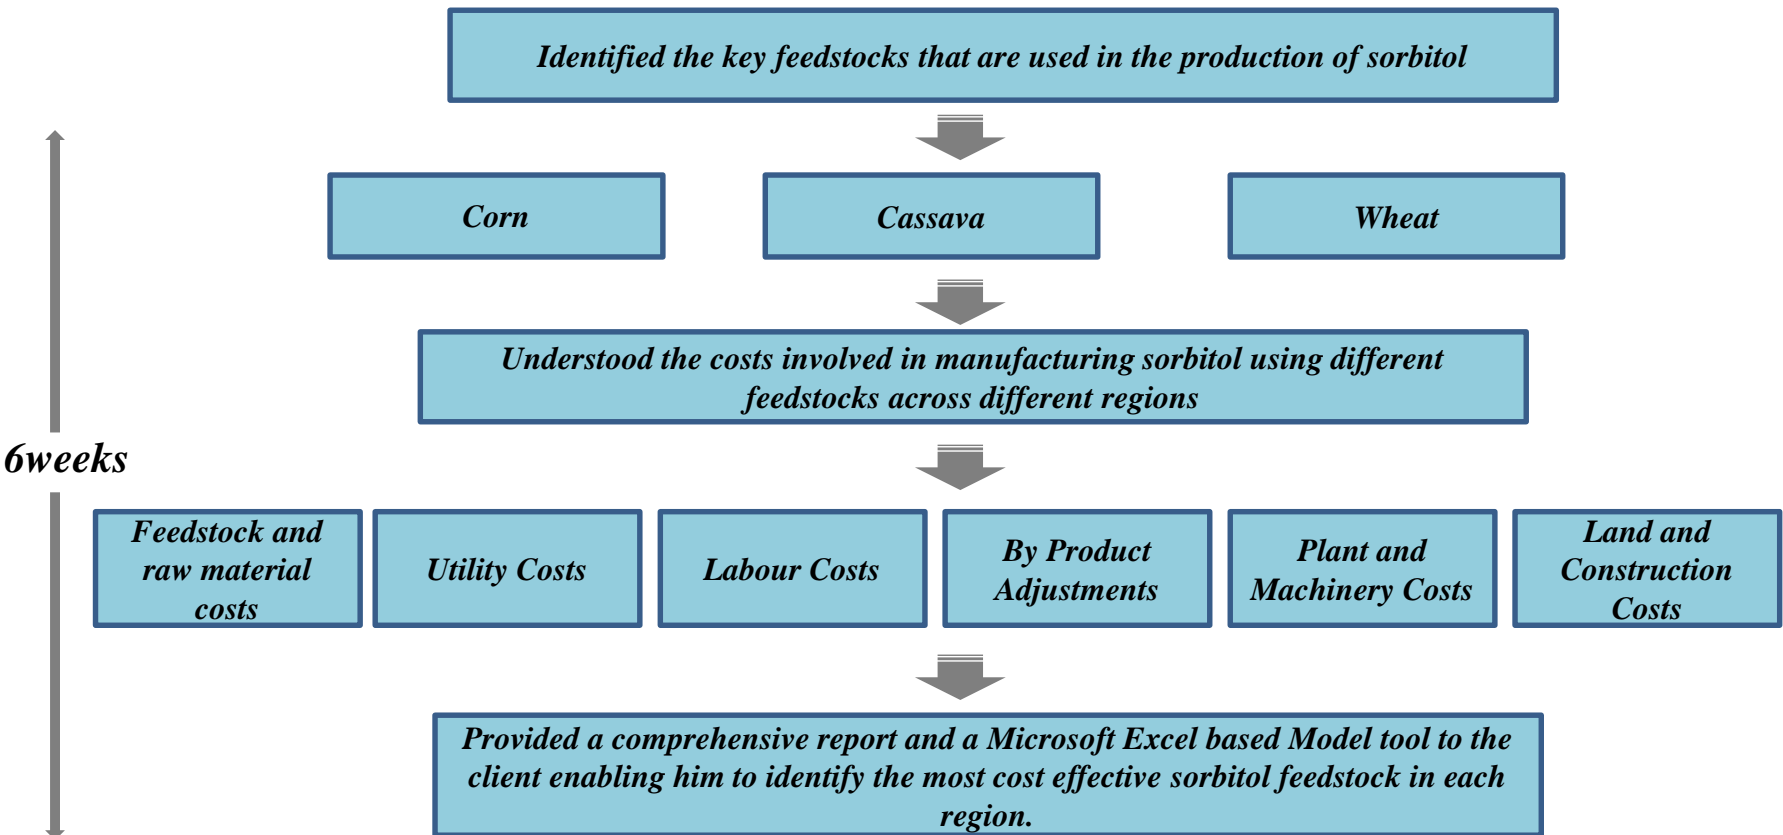 Identified the key feedstocks that are used in the production of sorbitol
Corn
Cassava
Wheat
Understood the costs involved in manufacturing sorbitol using different
feedstocks across different regions
6weeks
Feedstock and
raw material
costs
Utility Costs
Labour Costs
By Product
Adjustments
Plant and
Machinery Costs
Land and
Construction
Costs
Provided a comprehensive report and a Microsoft Excel based Model tool to the
client enabling him to identify the most cost effective sorbitol feedstock in each
region.